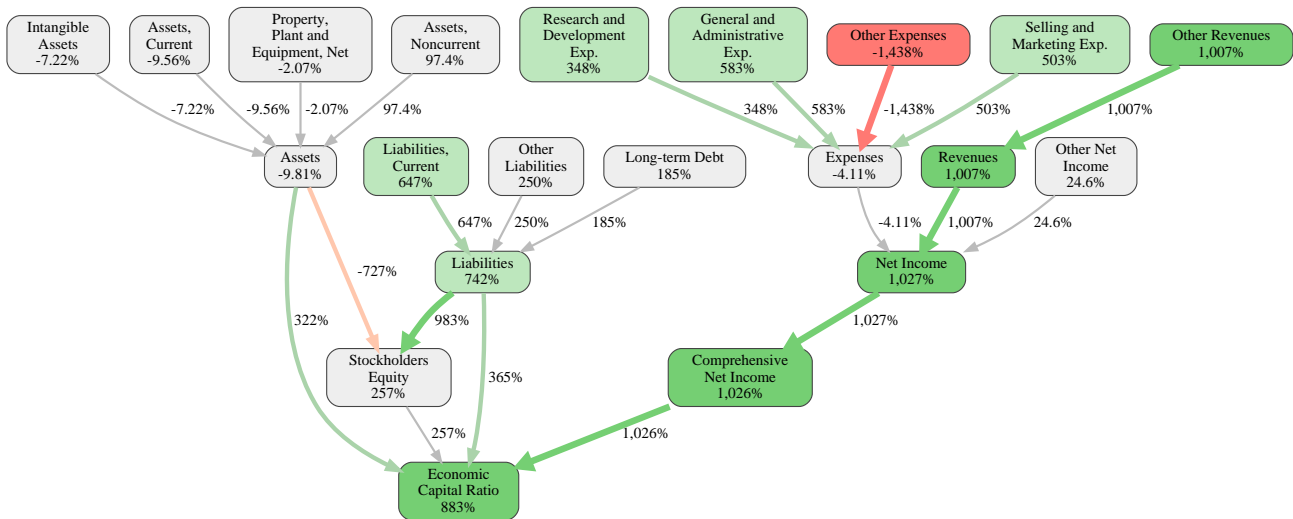 Intangible
Assets
-7.22%
Assets,
Current
-9.56%
Property,
Plant and
Equipment, Net
-2.07%
Assets,
Noncurrent
97.4%
Research and
Development
Exp.
348%
General and
Administrative
Exp.
583%
Other Expenses
-1,438%
Selling and
Marketing Exp.
503%
Other Revenues
1,007%
-7.22%
-9.56%
-2.07%
97.4%
348%
583%
-1,438%
503%
1,007%
Assets
-9.81%
Liabilities,
Current
647%
Other
Liabilities
250%
Long-term Debt
185%
Expenses
-4.11%
Revenues
1,007%
Other Net
Income
24.6%
647%
250%
185%
-4.11%
1,007%
24.6%
-727%
Liabilities
742%
Net Income
1,027%
322%
983%
1,027%
Stockholders
Equity
257%
365%
Comprehensive
Net Income
1,026%
257%
1,026%
Economic
Capital Ratio
883%